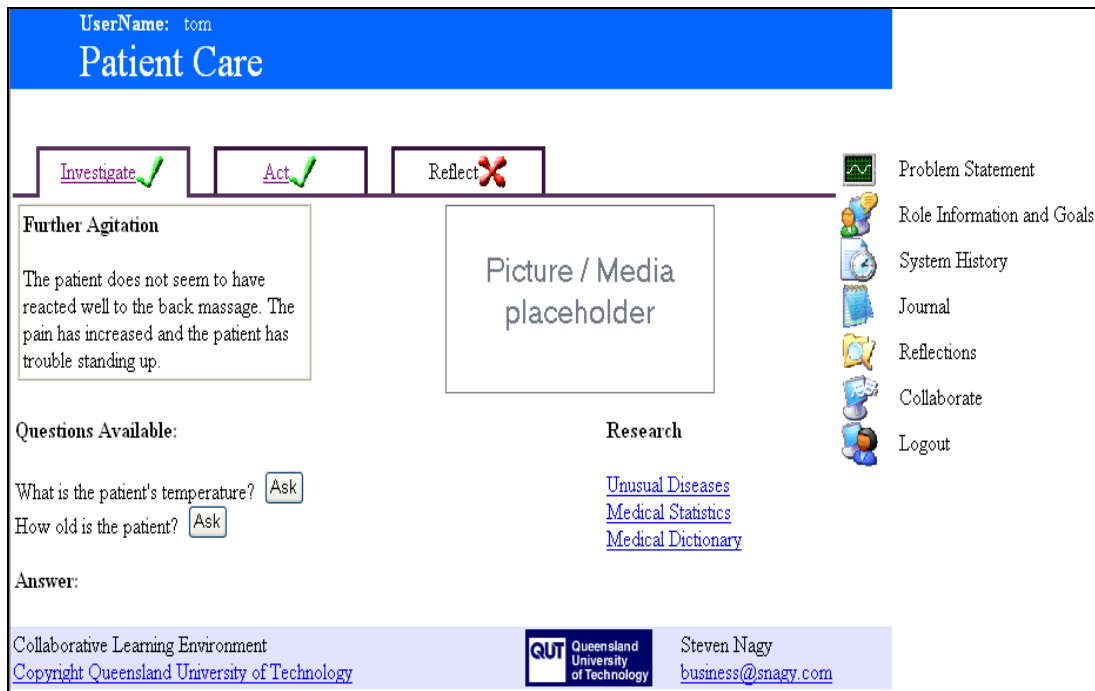 UserName: tom
Patient Care
Investigate
Act
Reflect
Further Agitation
The patient does not seem to have
reacted well to the back massage. The
pain has increased and the patient has
trouble standing up.
Picture / Media
placeholder
Problem Statement
Role Information and Goals
System History
Journal
Reflections
Collaborate
Logout
Questions Available:
What is the patient's temperature? Ask
How old is the patient? Ask
Research
Unusual Diseases
Medical Statistics
Medical Dictionary
Answer:
Collaborative Learning Environment
Copyright Queensland University of Technology
QUT
Queensland
University
of Technology
Steven Nagy
business@snagy.com